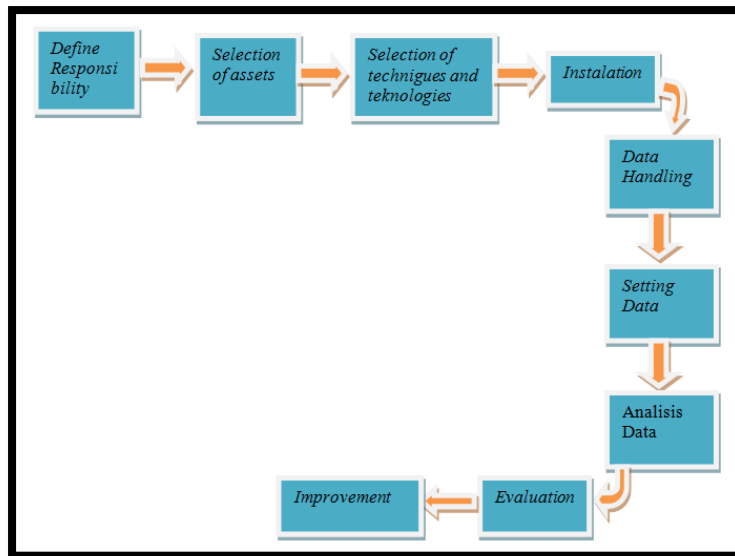 Define
Responsi
bility
Selection
of assets
Selection of
technigues and
teknologies
Instalation
Data
Handling
Setting
Data
Analisis
Data
Evaluation
Improvement